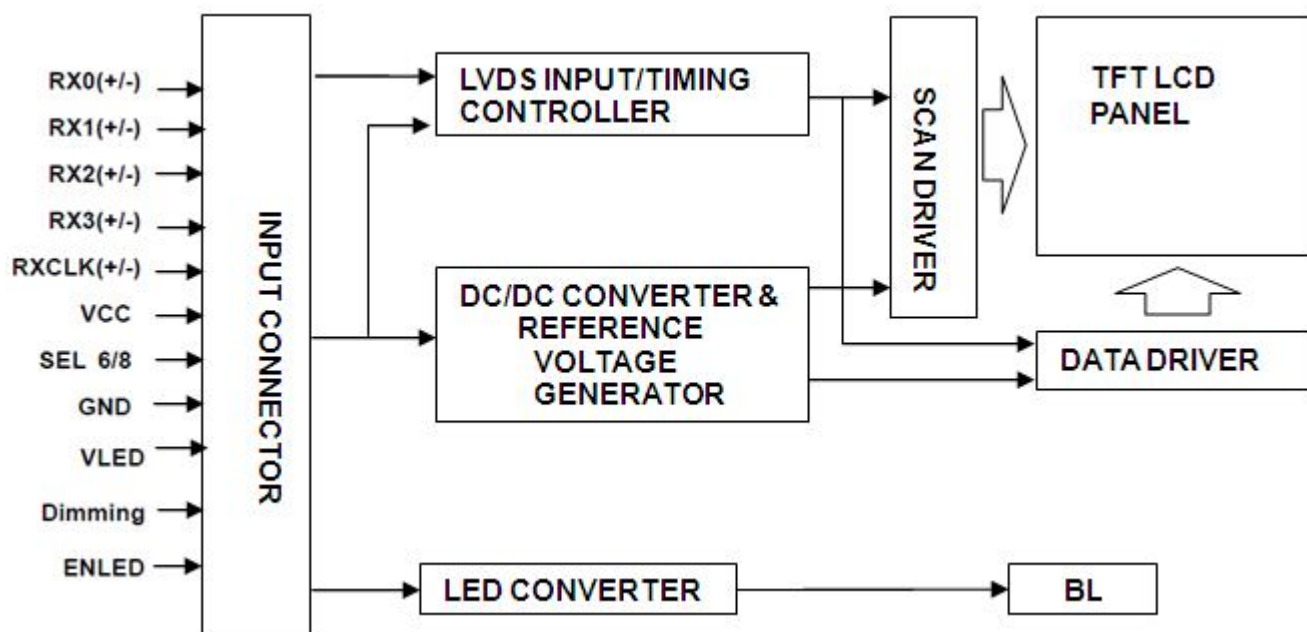 RX0(+/-)
RX1(+/-)
RX2(+/-)
RX3(+/-)
RXCLK(+/-)
VCC
SEL 6/8
GND
VLED
Dimming
ENLED
INPUT CONNECTOR
LVDS INPUT/TIMING
CONTROLLER
DC/DC CONVERTER &
REFERENCE
VOLTAGE
GENERATOR
LED CONVERTER
SCAN DRIVER
TFT LCD
PANEL
DATA DRIVER
BL